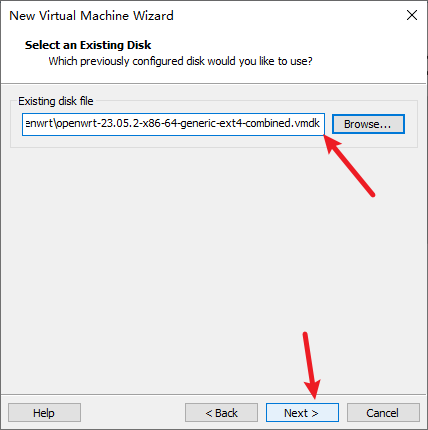 New Virtual Machine Wizard
Select an Existing Disk
Which previously configured disk would you like to use?
Existing disk file
enwrt\openwrt-23.05.2-x86-64-generic-ext4-combined.vmdk
Browse...
Help
< Back
Next >
Cancel